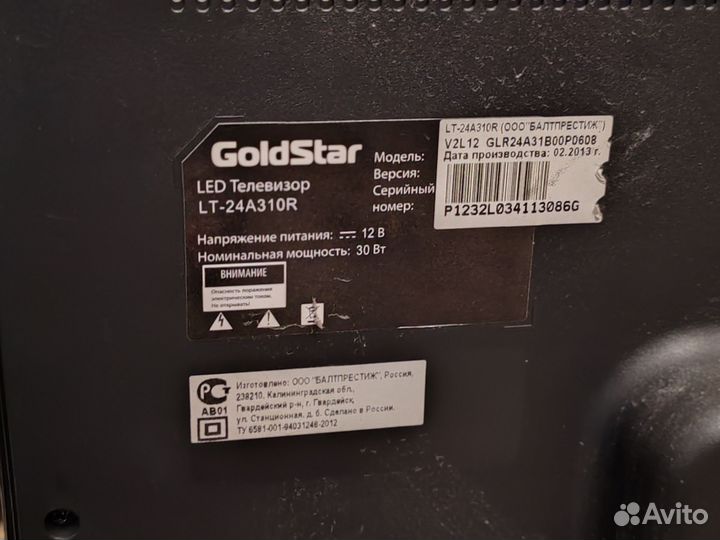 GoldStar
LED Телевизор
LT-24A310R
Модель:
Версия:
Серийный
номер:
LT-24A310R (ООО "БАЛТПРЕСТИЖ")
V2L12 GLR24A31B00P0608
Дата производства: 02.2013 г.
P1232L034113086G
Напряжение питания: 12 В
Номинальная мощность: 30 Вт
ВНИМАНИЕ
Опасность поражения
электрическим током.
Не открывать!
РС
АВ01
Изготовлено: ООО "БАЛТПРЕСТИЖ", Россия,
238210, Калининградская обл.,
Гвардейский р-н, г. Гвардейск,
ул. Станционная, д. 6. Сделано в России.
ТУ 6581-001-94031246-2012
Avito